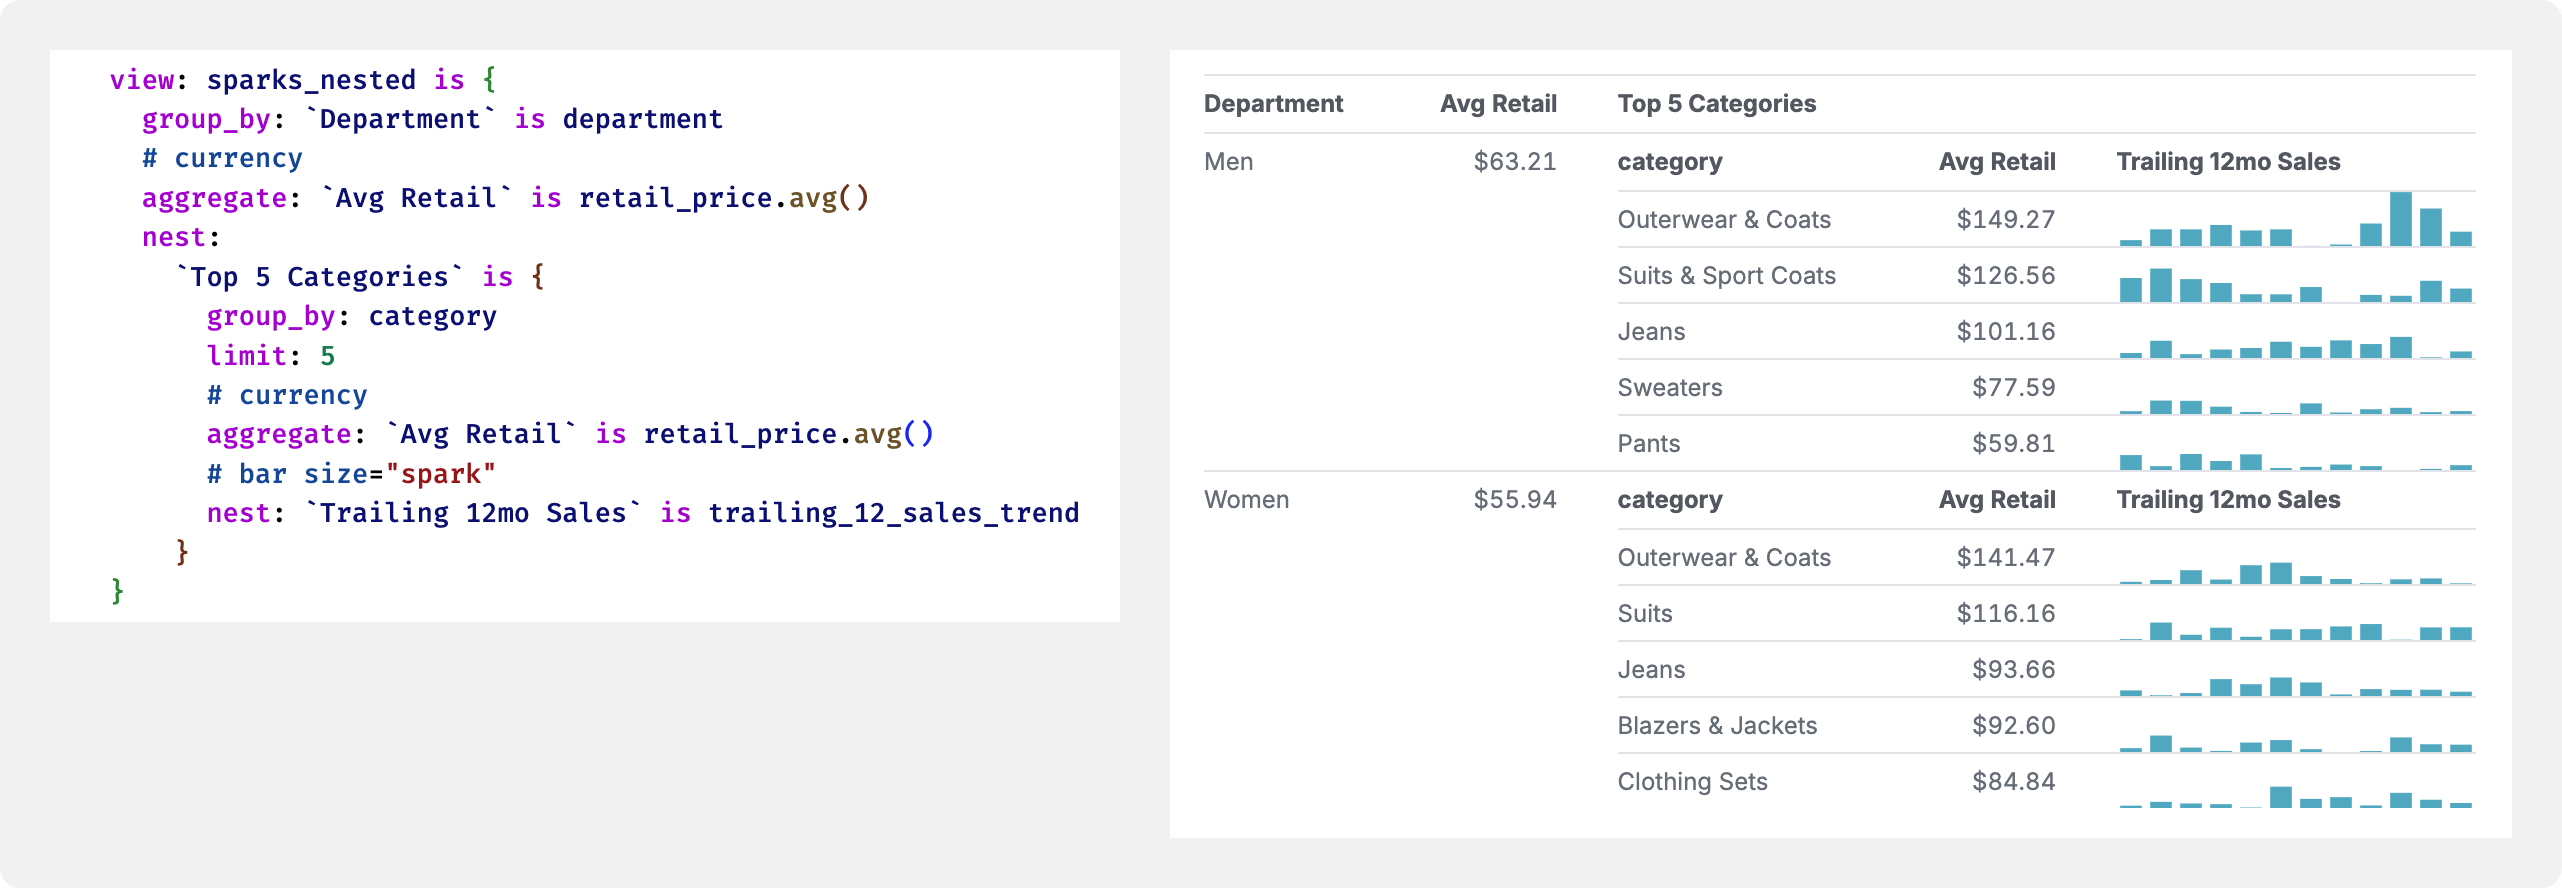 view: sparks_nested is {
group_by: `Department` is department
# currency
aggregate: `Avg Retail` is retail_price.avg()
nest:
`Top 5 Categories` is {
group_by: category
limit: 5
# currency
aggregate: `Avg Retail` is retail_price.avg()
# bar size="spark"
nest: `Trailing 12mo Sales` is trailing_12_sales_trend
}
}
Department Avg Retail Top 5 Categories
Men $63.21 category Avg Retail Trailing 12mo Sales
Outerwear & Coats $149.27
Suits & Sport Coats $126.56
Jeans $101.16
Sweaters $77.59
Pants $59.81
Women $55.94 category Avg Retail Trailing 12mo Sales
Outerwear & Coats $141.47
Suits $116.16
Jeans $93.66
Blazers & Jackets $92.60
Clothing Sets $84.84